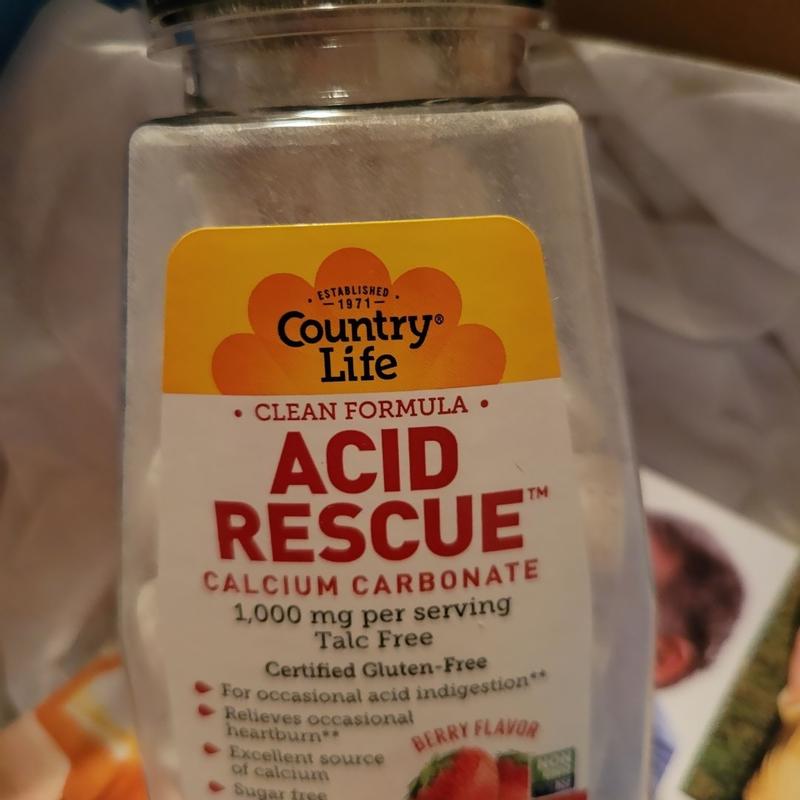 • ESTABLISHED •
—1971—
Country®
Life
• CLEAN FORMULA •
ACID
RESCUE™
CALCIUM CARBONATE
1,000 mg per serving
Talc Free
Certified Gluten-Free
For occasional acid indigestion**
Relieves occasional
heartburn**
Excellent source
of calcium
Sugar free
BERRY FLAVOR
NON